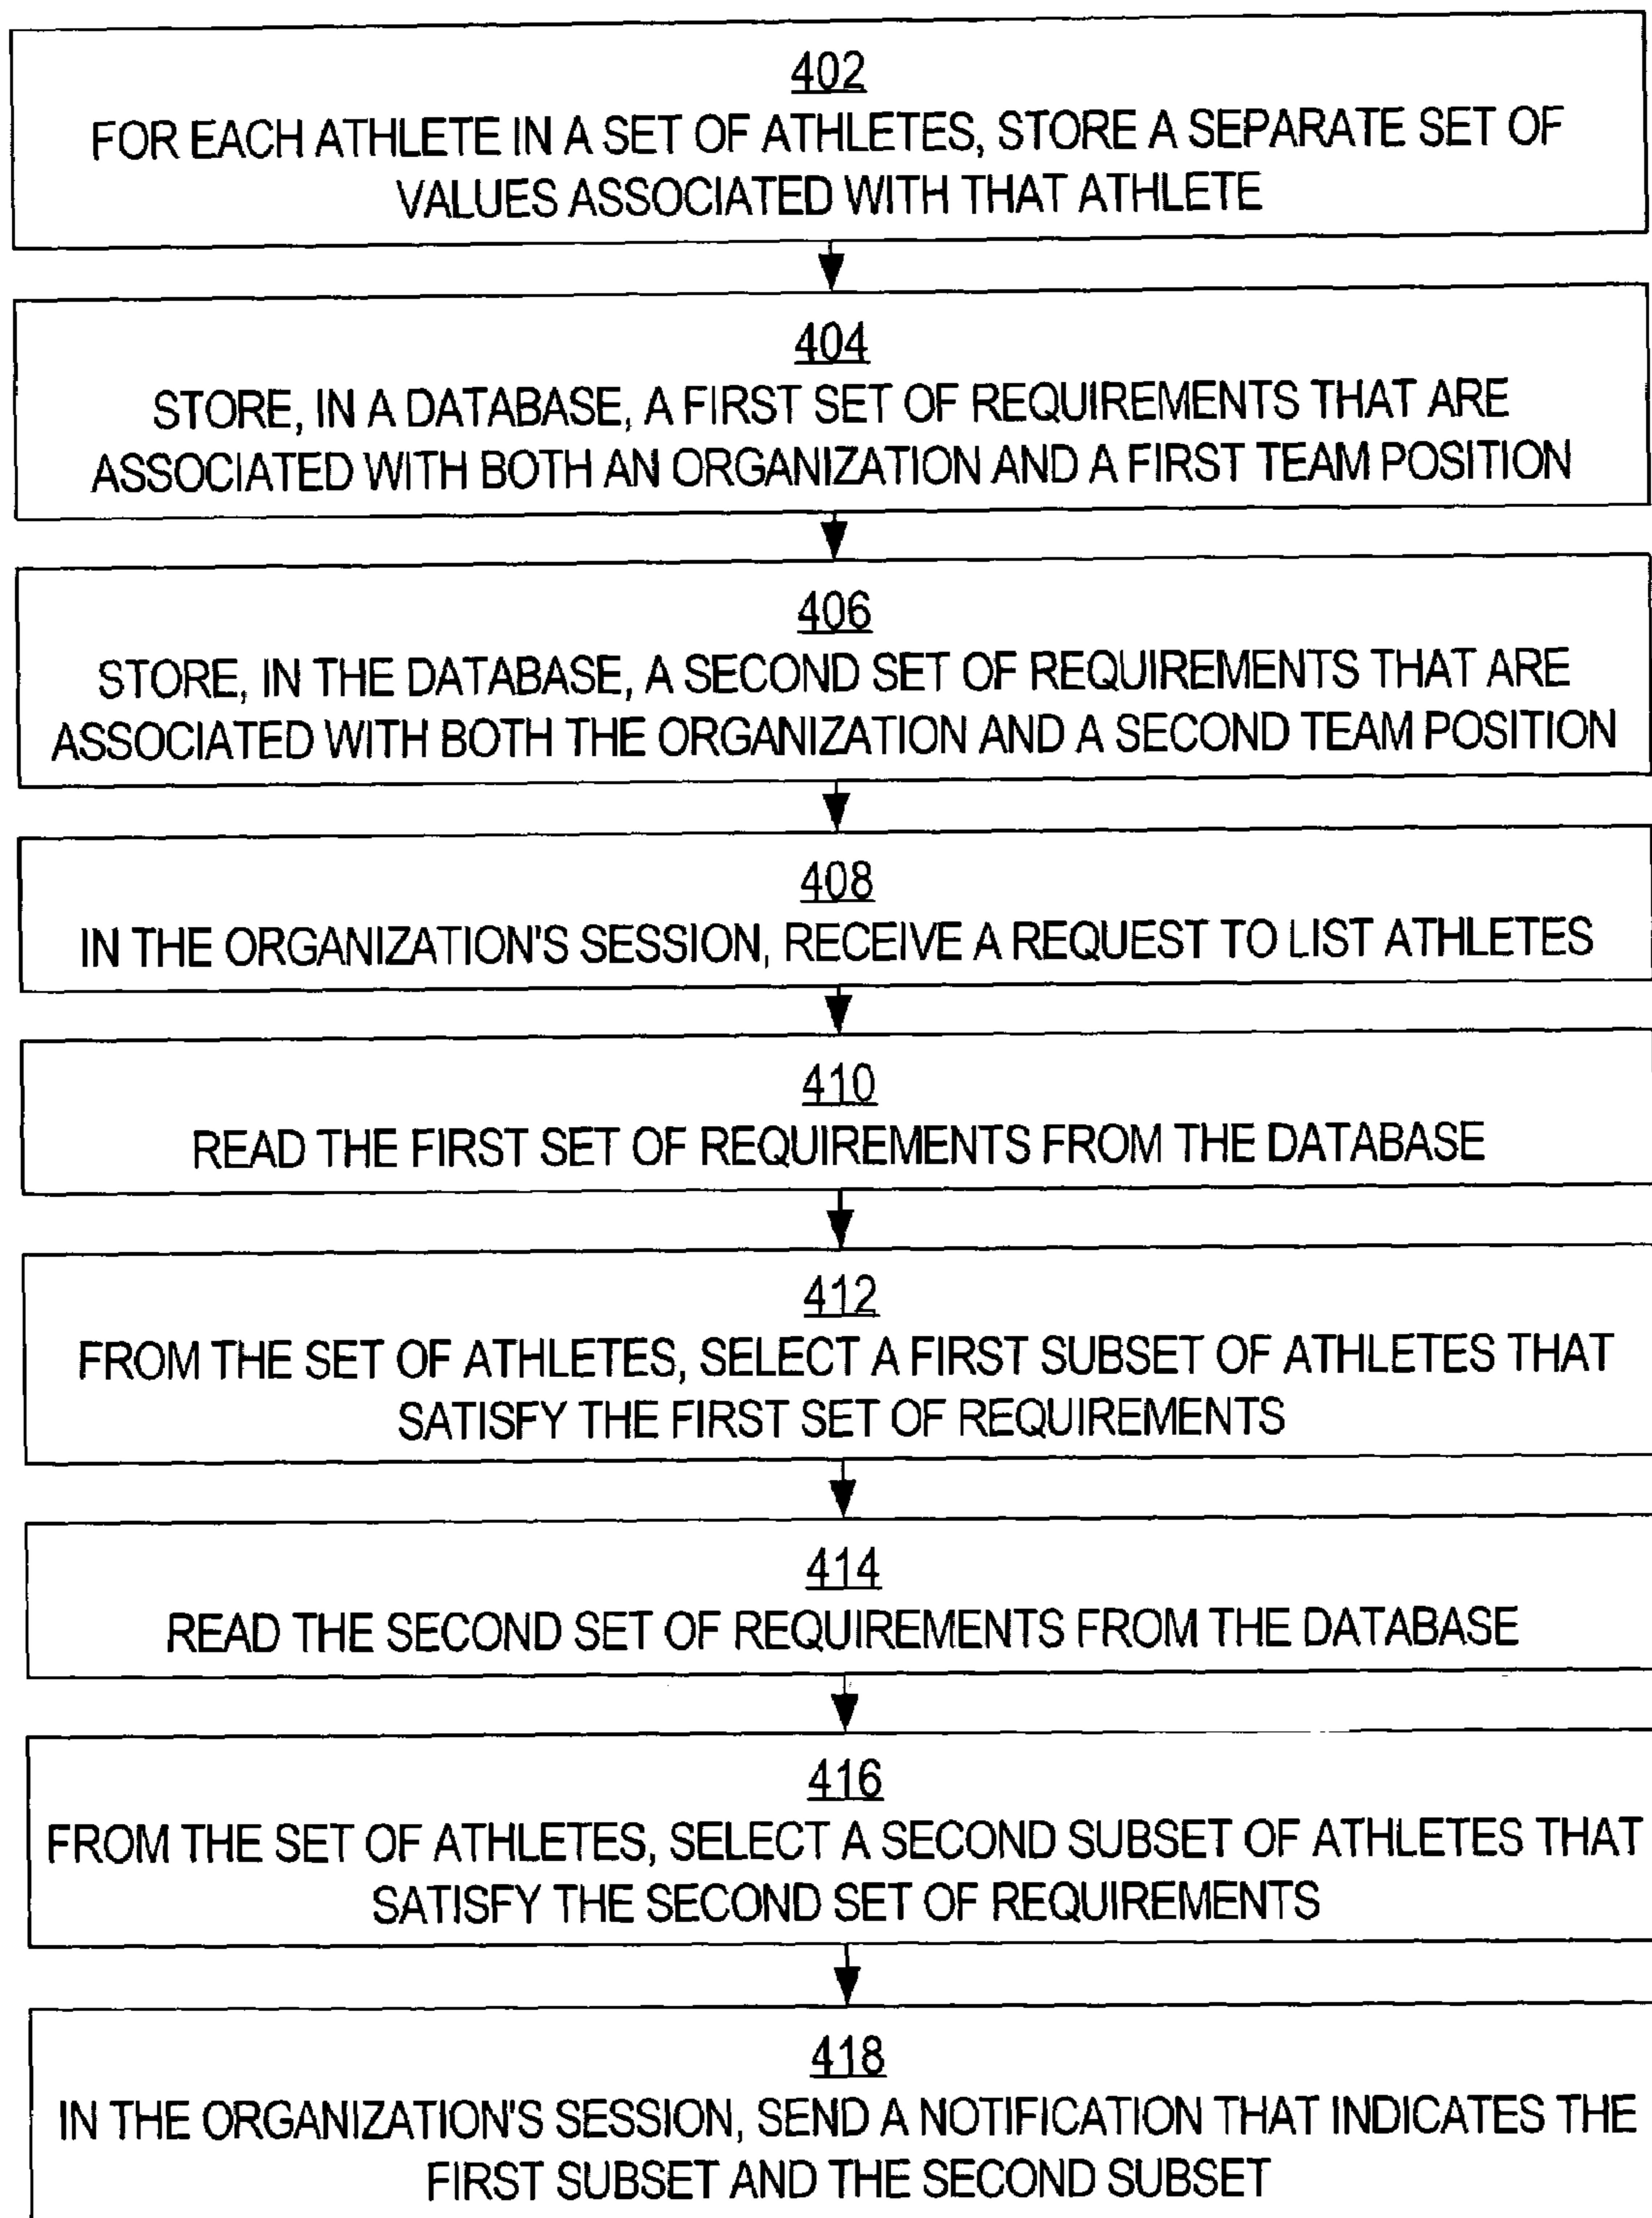 402
FOR EACH ATHLETE IN A SET OF ATHLETES, STORE A SEPARATE SET OF
VALUES ASSOCIATED WITH THAT ATHLETE
404
STORE, IN A DATABASE, A FIRST SET OF REQUIREMENTS THAT ARE
ASSOCIATED WITH BOTH AN ORGANIZATION AND A FIRST TEAM POSITION
406
STORE, IN THE DATABASE, A SECOND SET OF REQUIREMENTS THAT ARE
ASSOCIATED WITH BOTH THE ORGANIZATION AND A SECOND TEAM POSITION
408
IN THE ORGANIZATION'S SESSION, RECEIVE A REQUEST TO LIST ATHLETES
410
READ THE FIRST SET OF REQUIREMENTS FROM THE DATABASE
412
FROM THE SET OF ATHLETES, SELECT A FIRST SUBSET OF ATHLETES THAT
SATISFY THE FIRST SET OF REQUIREMENTS
414
READ THE SECOND SET OF REQUIREMENTS FROM THE DATABASE
416
FROM THE SET OF ATHLETES, SELECT A SECOND SUBSET OF ATHLETES THAT
SATISFY THE SECOND SET OF REQUIREMENTS
418
IN THE ORGANIZATION'S SESSION, SEND A NOTIFICATION THAT INDICATES THE
FIRST SUBSET AND THE SECOND SUBSET